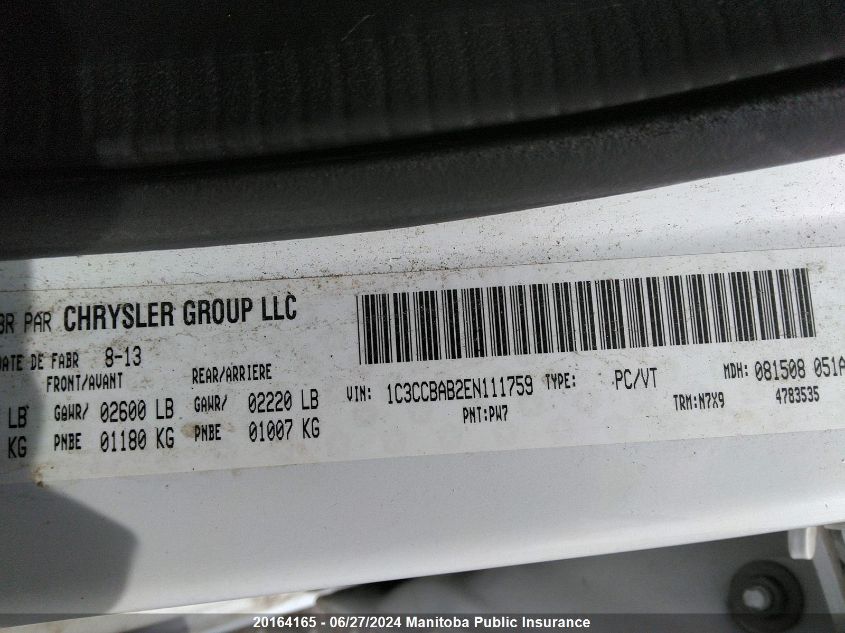 BR PAR CHRYSLER GROUP LLC
DATE DE FABR 8-13
FRONT/AVANT REAR/ARRIERE
LB GAWR/ 02600 LB GAWR/ 02220 LB
KG PNBE 01180 KG PNBE 01007 KG
VIN: 1C3CCBAB2EN111759 TYPE: PC/VT MDH: 081508 051A
PNT:PW7 TRM:N7X9 4783535
20164165 - 06/27/2024 Manitoba Public Insurance